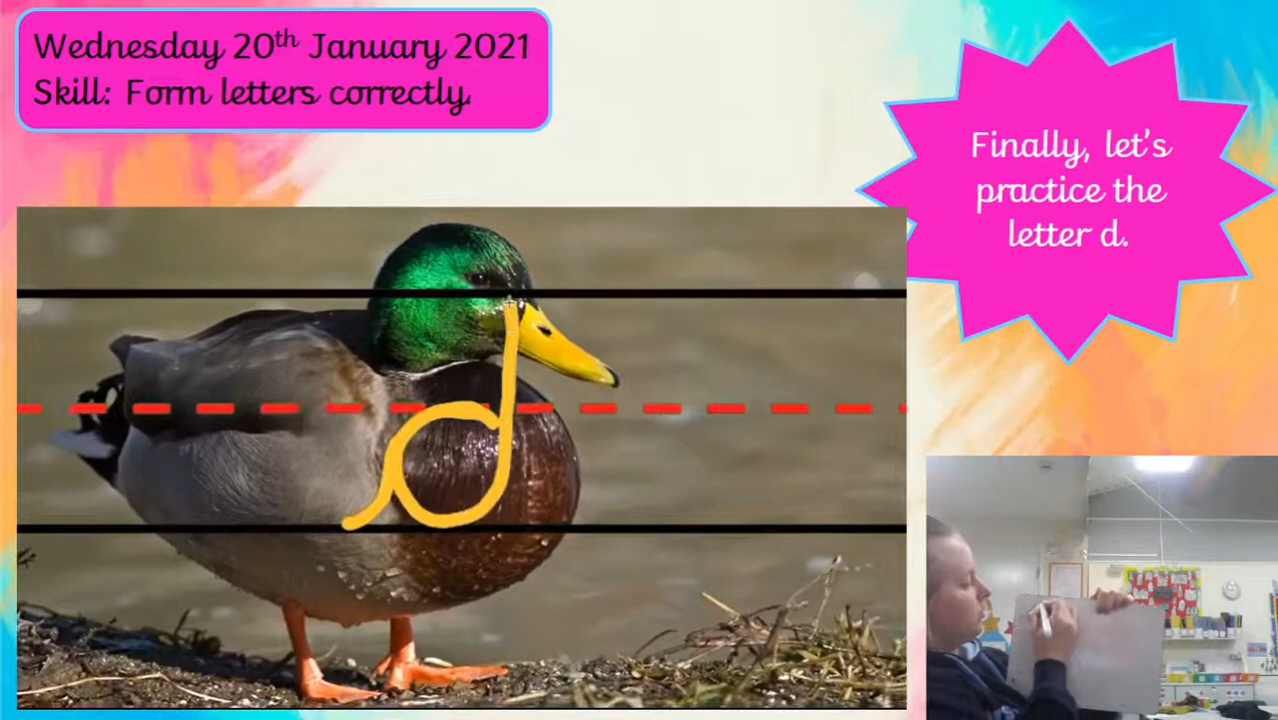 Wednesday 20th January 2021
Skill: Form letters correctly.
Finally, let's
practice the
letter d.
d